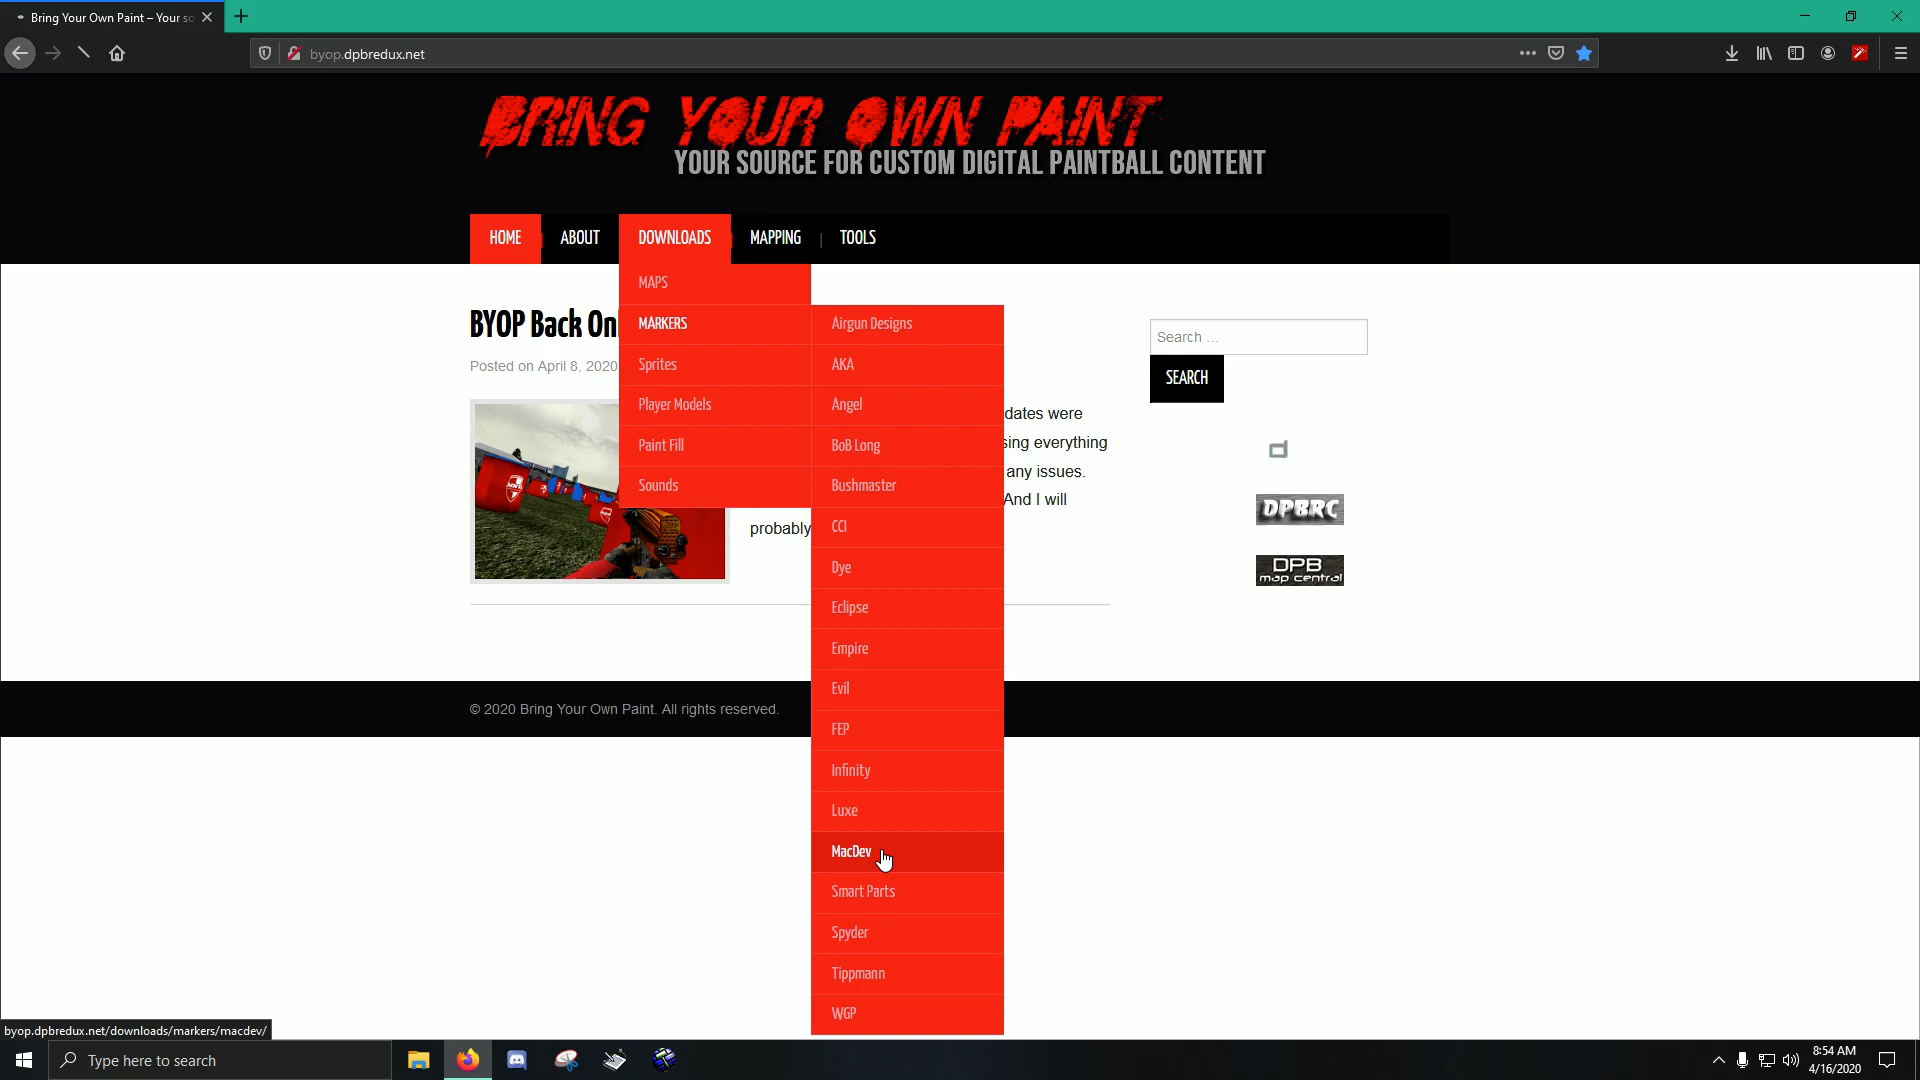 Bring Your Own Paint – Your so
byop.dpbredux.net
BRING YOUR OWN PAINT
YOUR SOURCE FOR CUSTOM DIGITAL PAINTBALL CONTENT
HOME ABOUT DOWNLOADS MAPPING | TOOLS
MAPS
MARKERS
Sprites
Player Models
Paint Fill
Sounds
Airgun Designs
AKA
Angel
BoB Long
Bushmaster
CCI
Dye
Eclipse
Empire
Evil
FEP
Infinity
Luxe
MacDev
Smart Parts
Spyder
Tippmann
WGP
BYOP Back Onl
Posted on April 8, 2020
dates were
sing everything
any issues.
And I will
probably
Search …
SEARCH
DPBRC
DPB
map central
© 2020 Bring Your Own Paint. All rights reserved.
byop.dpbredux.net/downloads/markers/macdev/
Type here to search
8:54 AM
4/16/2020